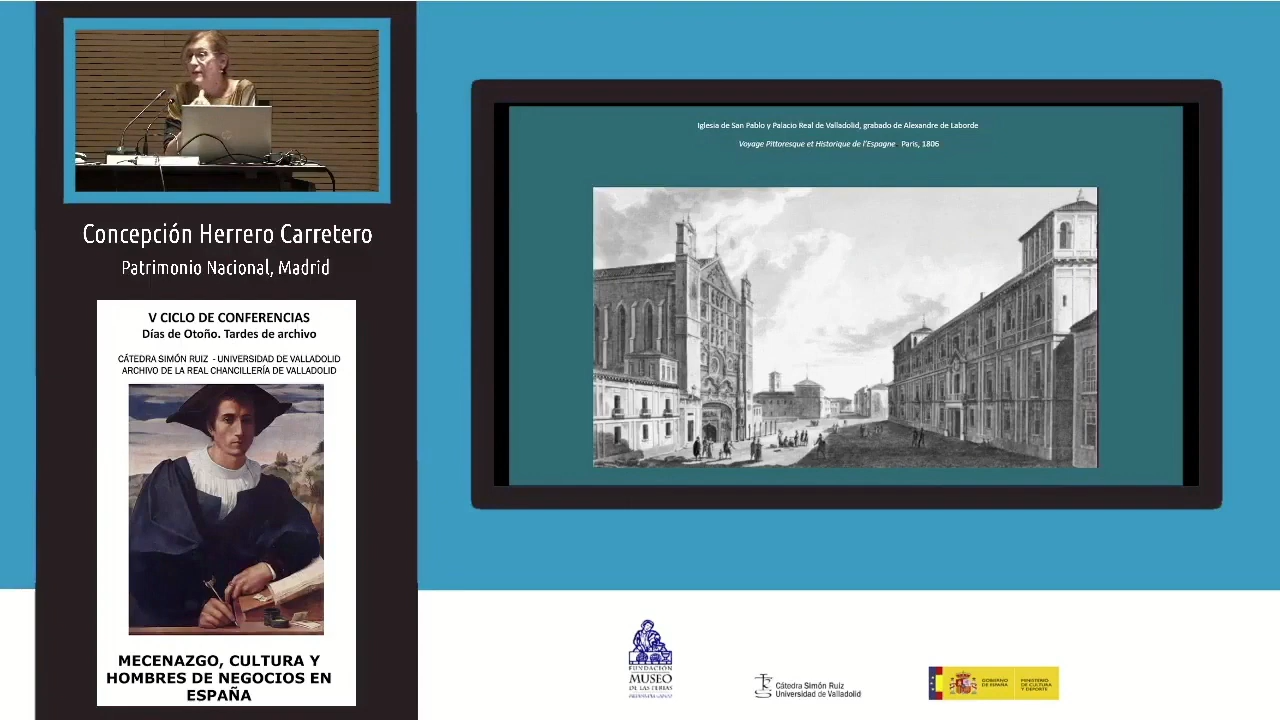 Concepción Herrero Carretero
Patrimonio Nacional, Madrid
V CICLO DE CONFERENCIAS
Días de Otoño. Tardes de archivo
CÁTEDRA SIMÓN RUIZ - UNIVERSIDAD DE VALLADOLID
ARCHIVO DE LA REAL CHANCILLERÍA DE VALLADOLID
MECENAZGO, CULTURA Y
HOMBRES DE NEGOCIOS EN
ESPAÑA
Iglesia de San Pablo y Palacio Real de Valladolid, grabado de Alexandre de Laborde
Voyage Pittoresque et Historique de l'Espagne Paris, 1806
FUNDACIÓN
MUSEO
DE LAS FERIAS
Cátedra Simón Ruiz
Universidad de Valladolid
GOBIERNO
DE ESPAÑA
MINISTERIO
DE CULTURA
Y DEPORTE